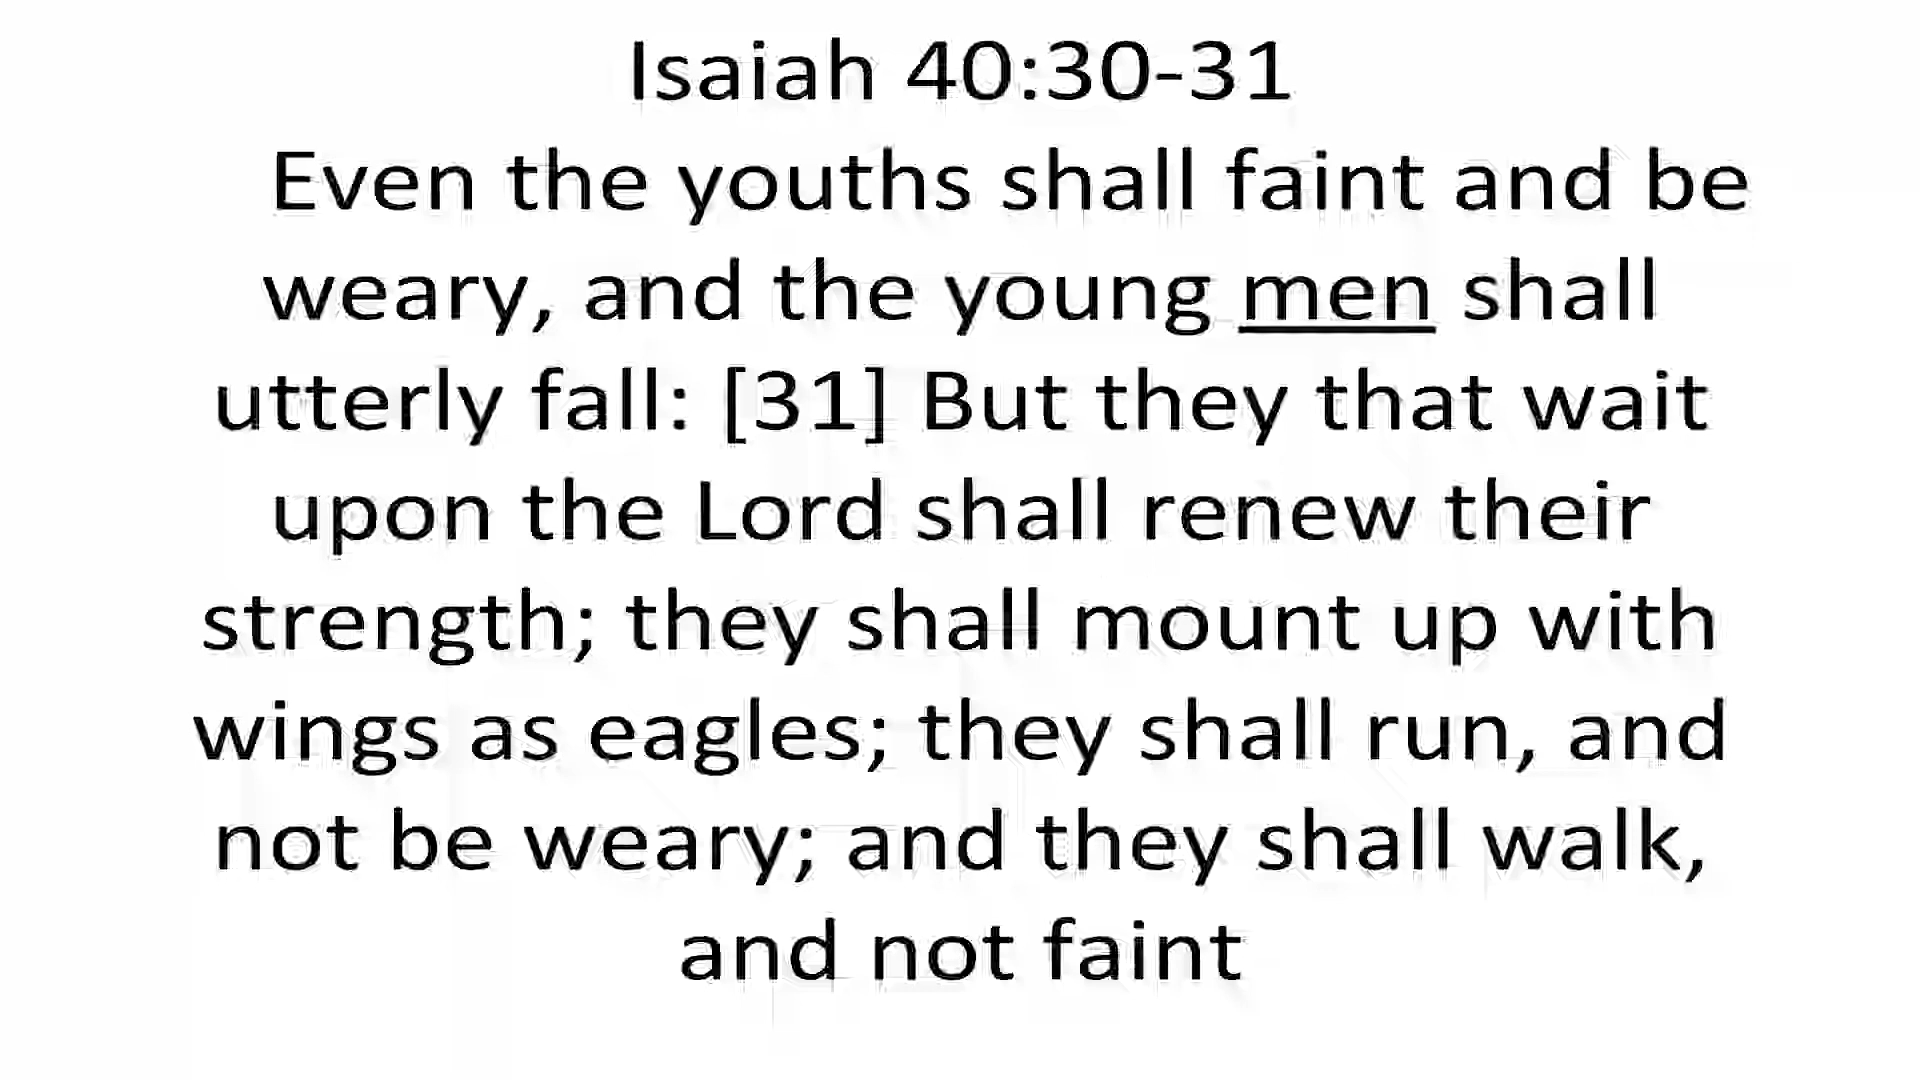 Isaiah 40:30-31
Even the youths shall faint and be
weary, and the young men shall
utterly fall: [31] But they that wait
upon the Lord shall renew their
strength; they shall mount up with
wings as eagles; they shall run, and
not be weary; and they shall walk,
and not faint